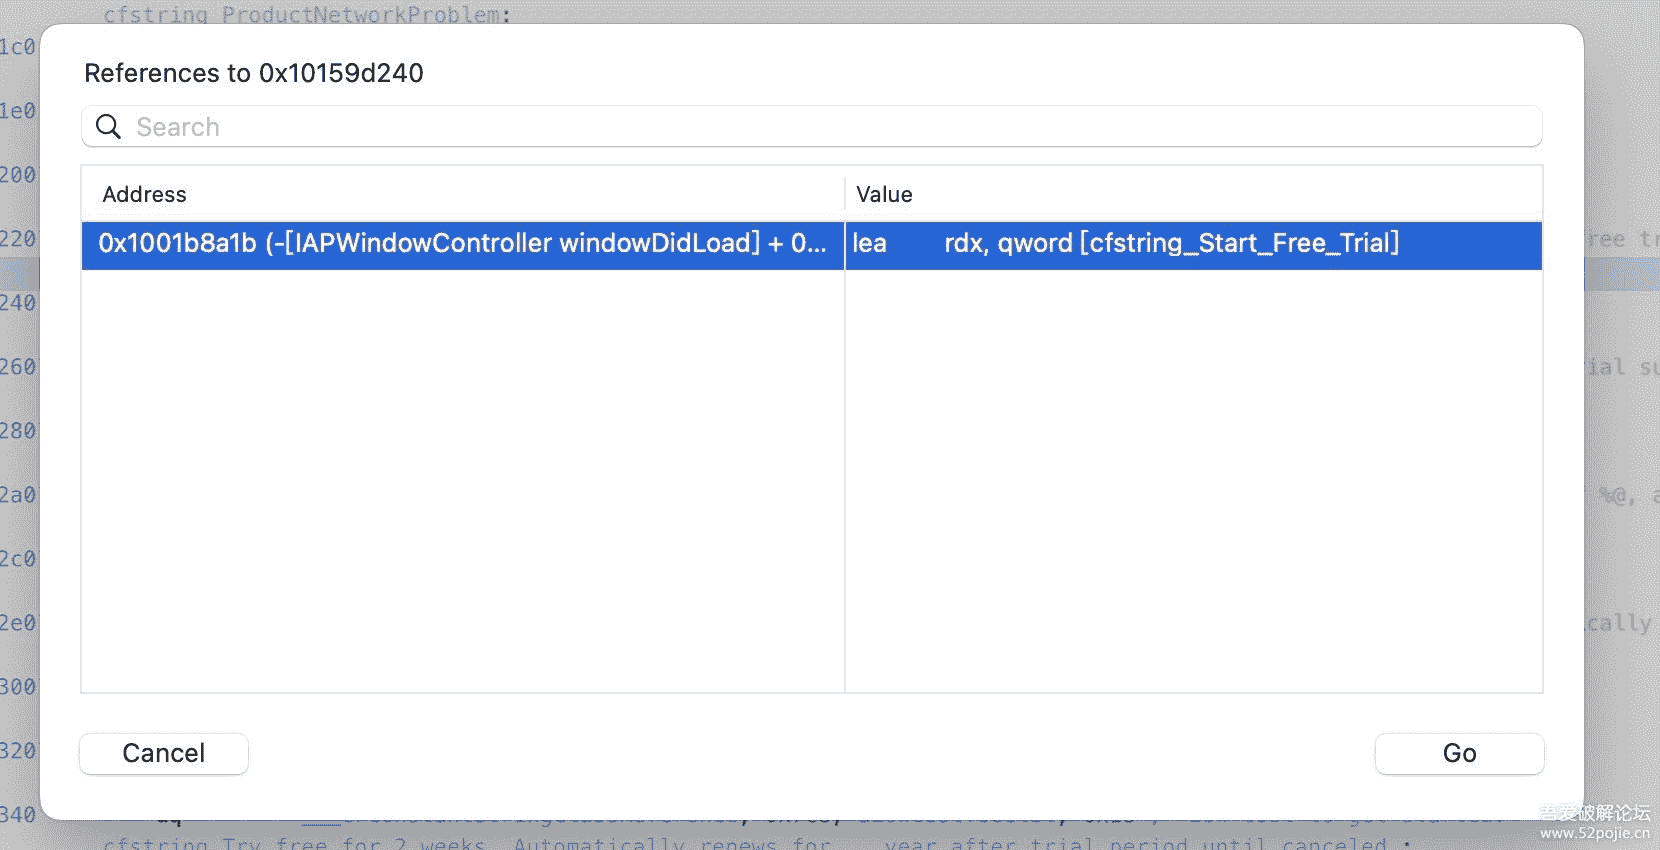 cfstring_ProductNetworkProblem:
1c0
References to 0x10159d240
1e0
Search
200
Address Value
220
0x1001b8a1b (-[IAPWindowController windowDidLoad] + 0... lea rdx, qword [cfstring_Start_Free_Trial]
ree tr
240
260
ial su
280
2a0
%@, a
2c0
2e0
cally
300
320
Cancel Go
340
吾爱破解论坛
www.52pojie.cn
cfstring_Try_free_for_2_weeks__Automatically_renews_for____year_after_trial_period_until_canceled_: